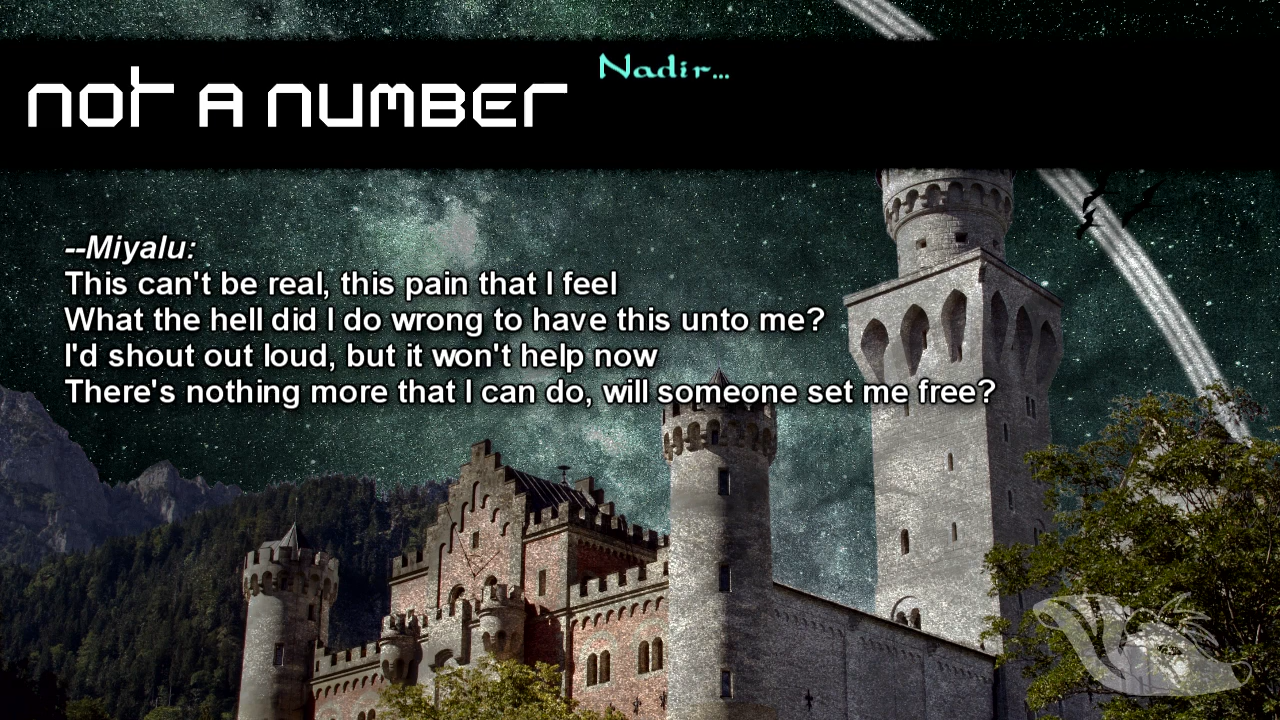 Nadir...
not a number
--Miyalu:
This can't be real, this pain that I feel
What the hell did I do wrong to have this unto me?
I'd shout out loud, but it won't help now
There's nothing more that I can do, will someone set me free?